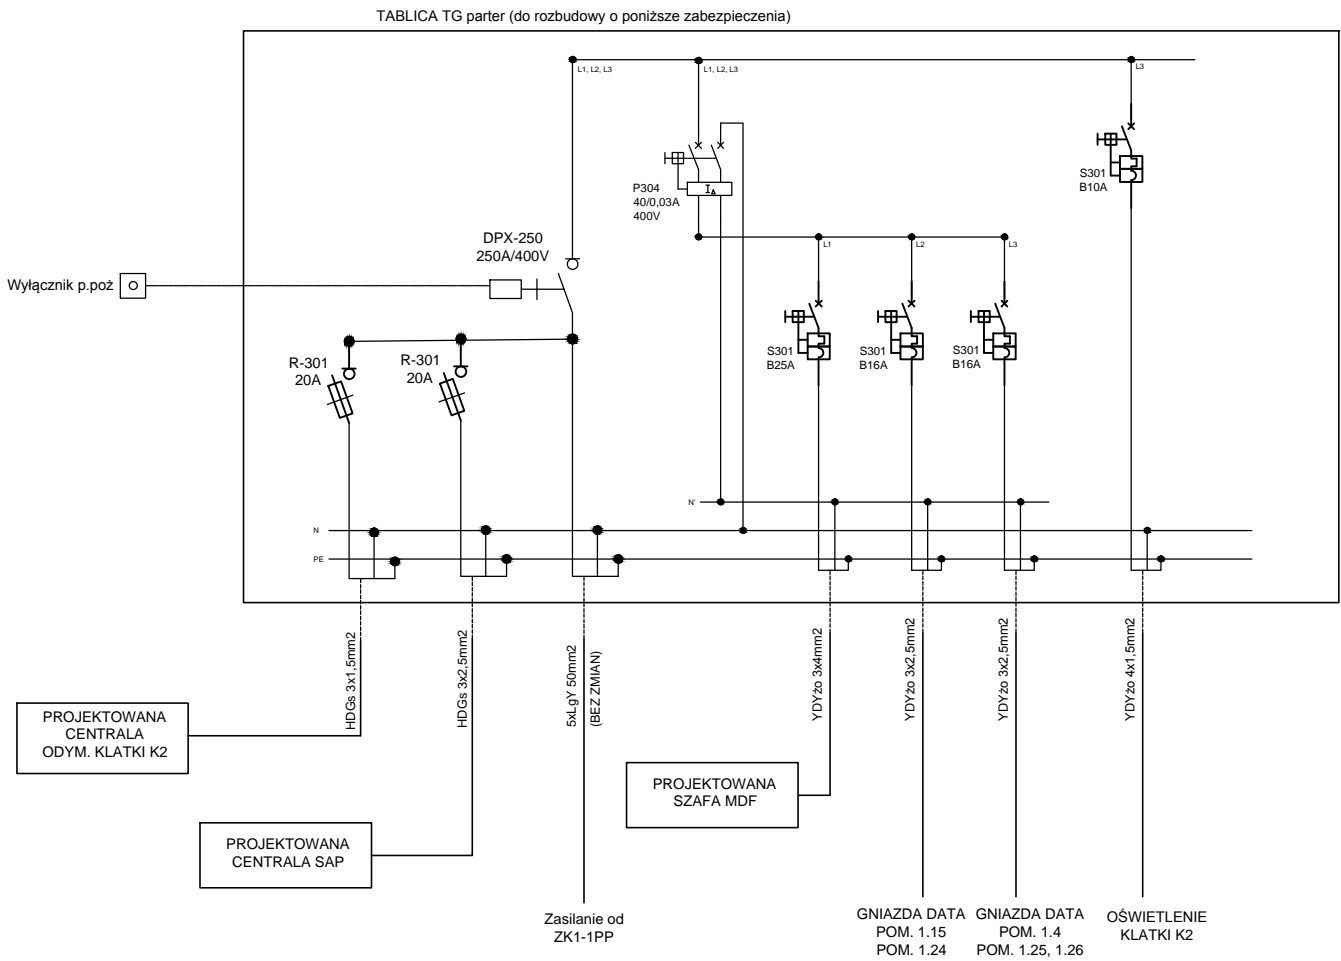 TABLICA TG parter (do rozbudowy o poniższe zabezpieczenia)
L1, L2, L3
L1, L2, L3
L3
S301
B10A
P304
40/0,03A
400V
I∆
DPX-250
250A/400V
L1
L2
L3
Wyłącznik p.poż
S301
B25A
S301
B16A
S301
B16A
R-301
20A
R-301
20A
N'
N
PE
HDGs 3x1,5mm2
HDGs 3x2,5mm2
5xLgY 50mm2
(BEZ ZMIAN)
YDYżo 3x4mm2
YDYżo 3x2,5mm2
YDYżo 3x2,5mm2
YDYżo 4x1,5mm2
PROJEKTOWANA
CENTRALA
ODYM. KLATKI K2
PROJEKTOWANA
SZAFA MDF
PROJEKTOWANA
CENTRALA SAP
Zasilanie od
ZK1-1PP
GNIAZDA DATA
POM. 1.15
POM. 1.24
GNIAZDA DATA
POM. 1.4
POM. 1.25, 1.26
OŚWIETLENIE
KLATKI K2